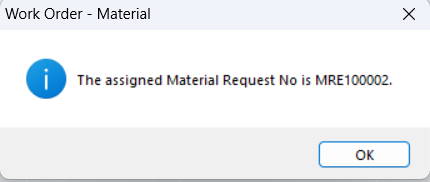 Work Order - Material
The assigned Material Request No is MRE100002.
OK